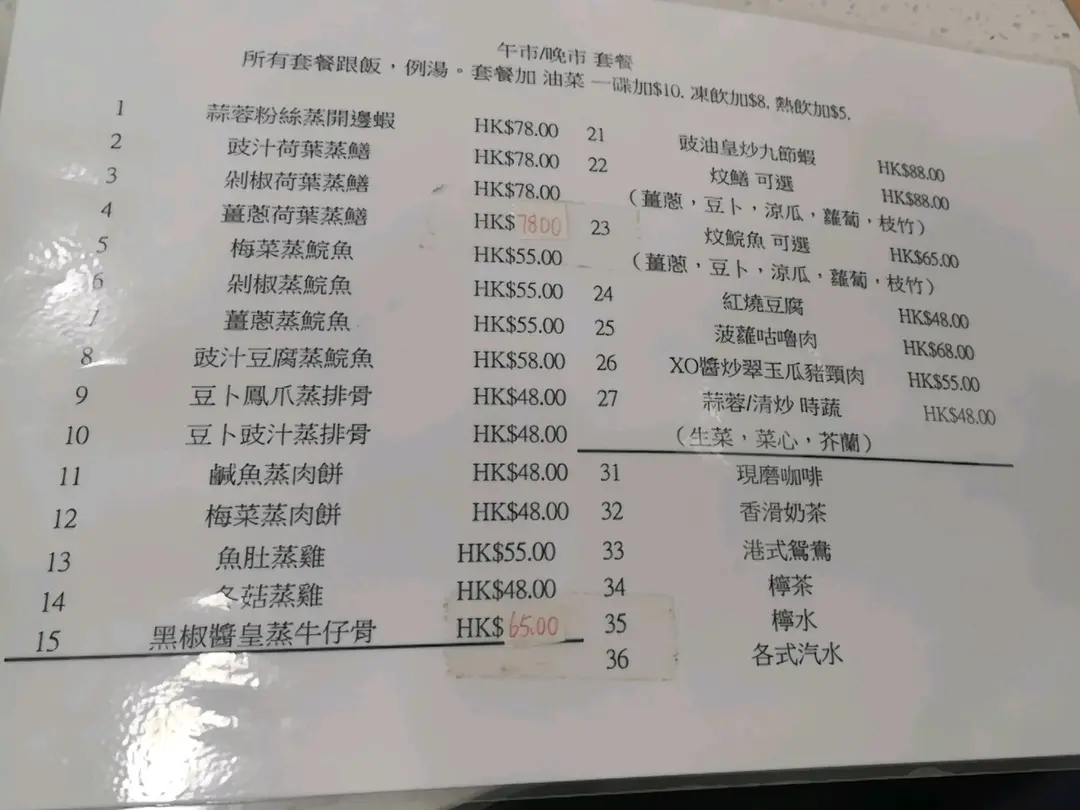 午市/晚市 套餐
所有套餐跟飯，例湯。套餐加 油菜 一碟加$10. 凍飲加$8, 熱飲加$5.
1 蒜蓉粉絲蒸開邊蝦 HK$78.00
2 豉汁荷葉蒸鱔 HK$78.00
3 剁椒荷葉蒸鱔 HK$78.00
4 薑蔥荷葉蒸鱔 HK$78.00
5 梅菜蒸鯇魚 HK$55.00
6 剁椒蒸鯇魚 HK$55.00
7 薑蔥蒸鯇魚 HK$55.00
8 豉汁豆腐蒸鯇魚 HK$58.00
9 豆卜鳳爪蒸排骨 HK$48.00
10 豆卜豉汁蒸排骨 HK$48.00
11 鹹魚蒸肉餅 HK$48.00
12 梅菜蒸肉餅 HK$48.00
13 魚肚蒸雞 HK$55.00
14 冬菇蒸雞 HK$48.00
15 黑椒醬皇蒸牛仔骨 HK$65.00
21 豉油皇炒九節蝦 HK$88.00
22 炆鱔 可選 HK$88.00
（薑蔥，豆卜，涼瓜，蘿蔔，枝竹）
23 炆鯇魚 可選 HK$65.00
（薑蔥，豆卜，涼瓜，蘿蔔，枝竹）
24 紅燒豆腐 HK$48.00
25 菠蘿咕嚕肉 HK$68.00
26 XO醬炒翠玉瓜豬頸肉 HK$55.00
27 蒜蓉/清炒 時蔬 HK$48.00
（生菜，菜心，芥蘭）
31 現磨咖啡
32 香滑奶茶
33 港式鴛鴦
34 檸茶
35 檸水
36 各式汽水